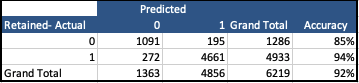 Predicted
Retained- Actual 0 1 Grand Total Accuracy
0 1091 195 1286 85%
1 272 4661 4933 94%
Grand Total 1363 4856 6219 92%